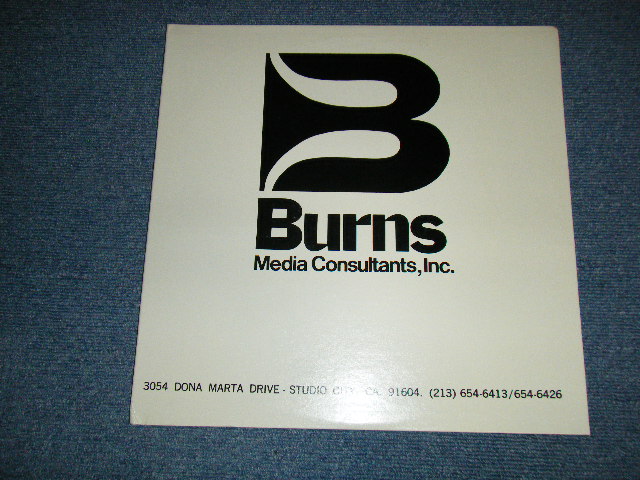 B
Burns
Media Consultants, Inc.
3054 DONA MARTA DRIVE - STUDIO CITY, CA. 91604. (213) 654-6413/654-6426